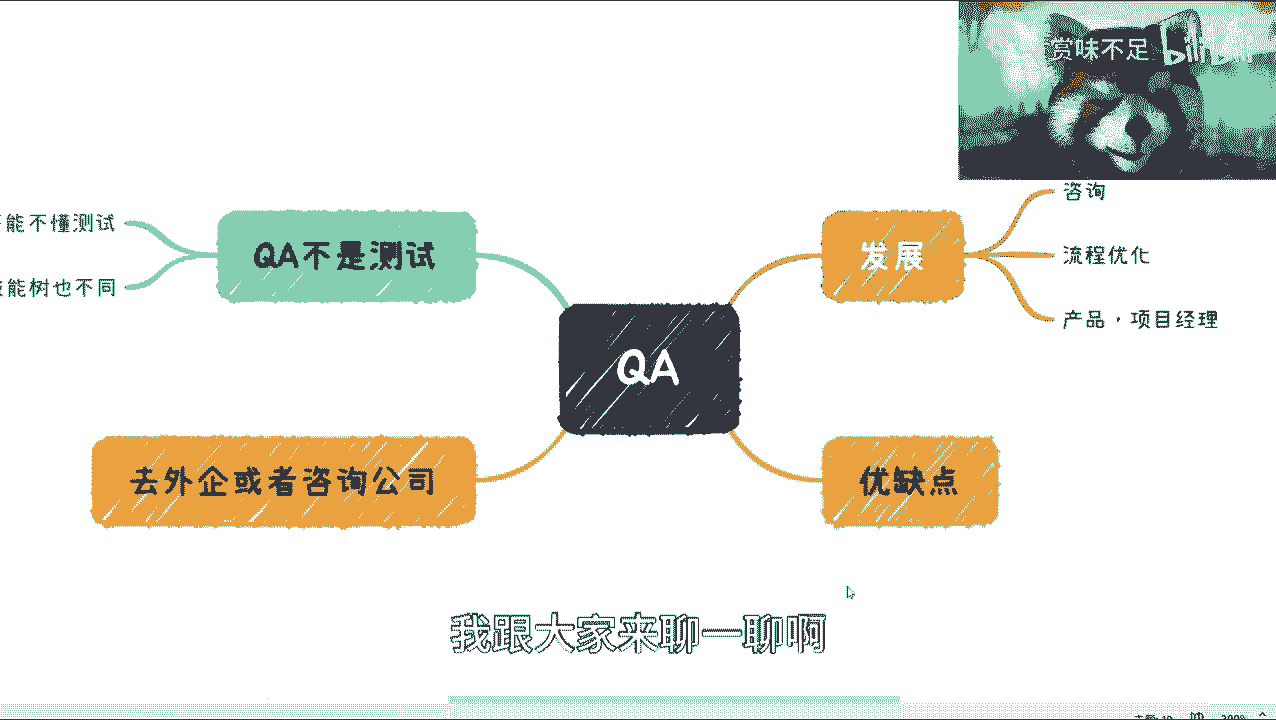 赏味不足 bilibili
咨询
能不懂测试
QA不是测试
发展
流程优化
能树也不同
产品·项目经理
QA
去外企或者咨询公司
优缺点
我跟大家来聊一聊啊